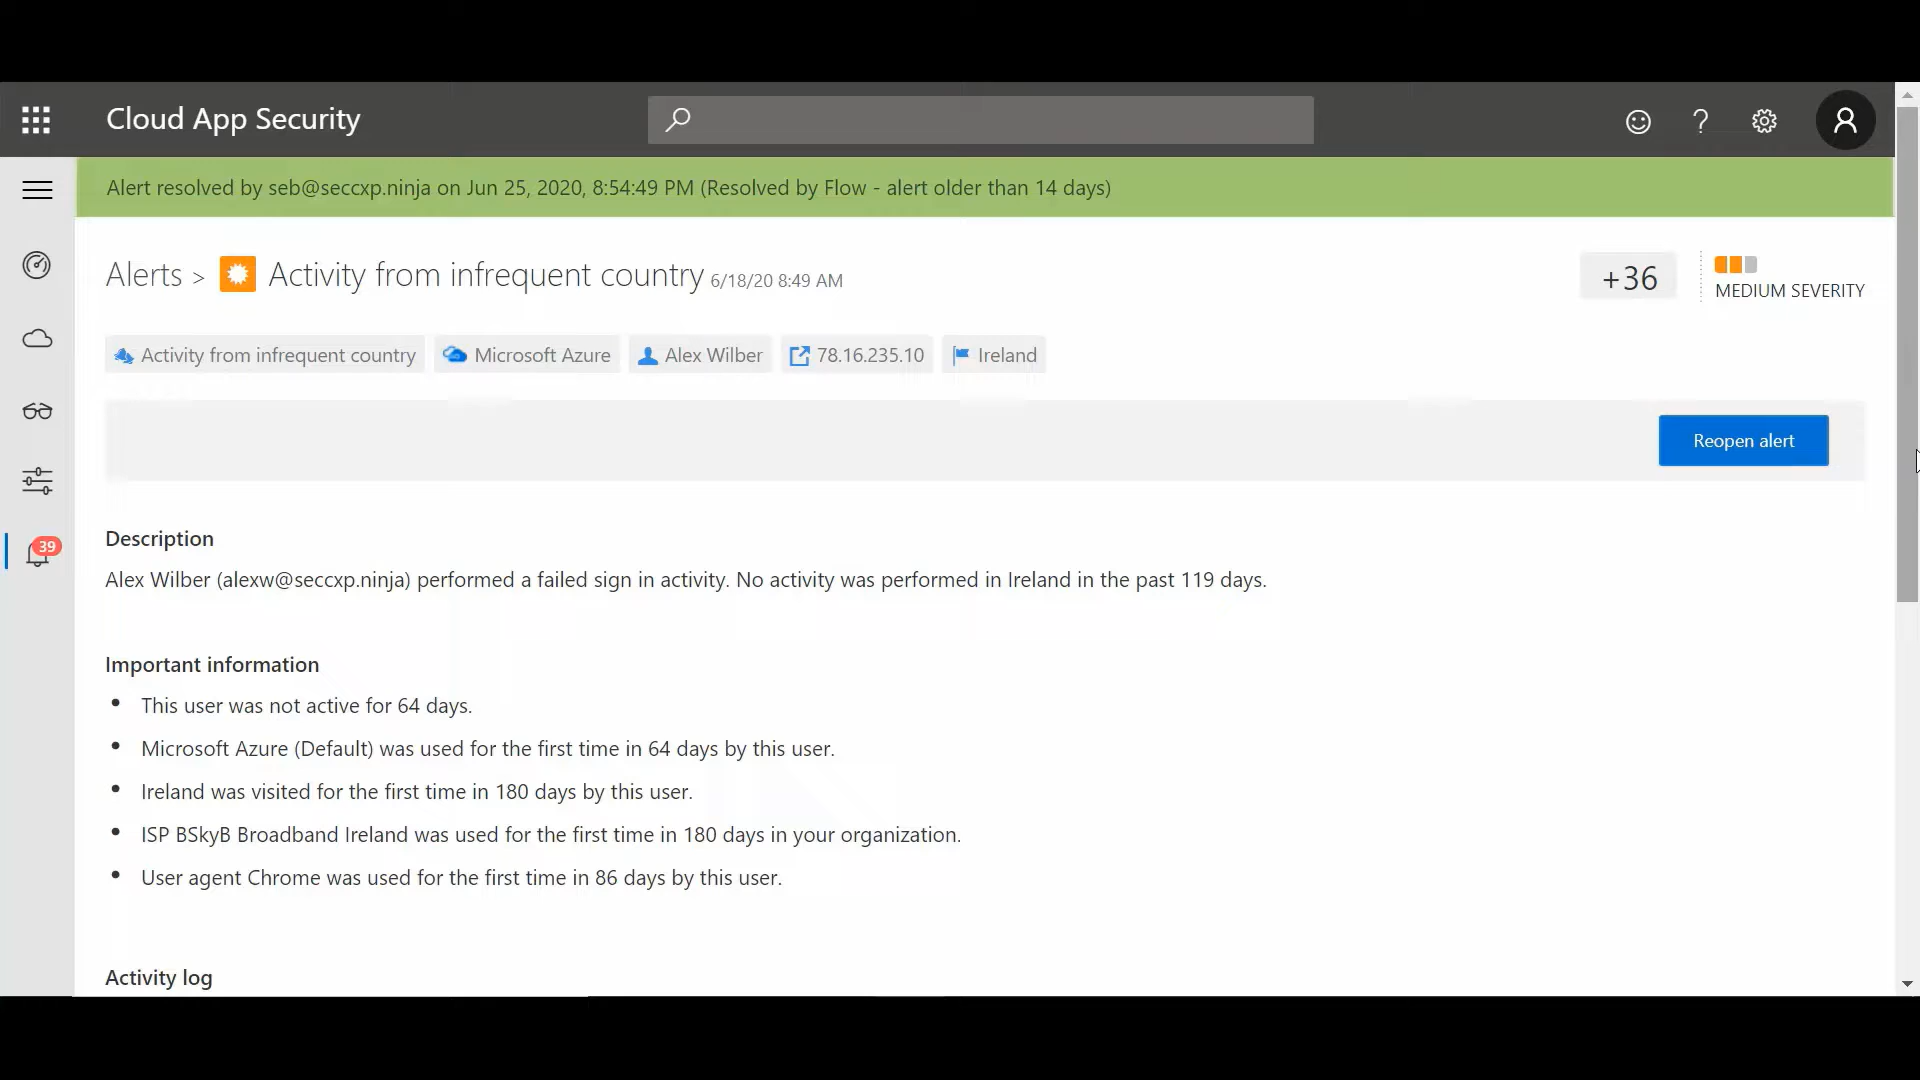 Cloud App Security
?
Alert resolved by seb@seccxp.ninja on Jun 25, 2020, 8:54:49 PM (Resolved by Flow - alert older than 14 days)
Alerts > Activity from infrequent country 6/18/20 8:49 AM
+36
MEDIUM SEVERITY
Activity from infrequent country Microsoft Azure Alex Wilber 78.16.235.10 Ireland
Reopen alert
39
Description
Alex Wilber (alexw@seccxp.ninja) performed a failed sign in activity. No activity was performed in Ireland in the past 119 days.
Important information
• This user was not active for 64 days.
• Microsoft Azure (Default) was used for the first time in 64 days by this user.
• Ireland was visited for the first time in 180 days by this user.
• ISP BSkyB Broadband Ireland was used for the first time in 180 days in your organization.
• User agent Chrome was used for the first time in 86 days by this user.
Activity log